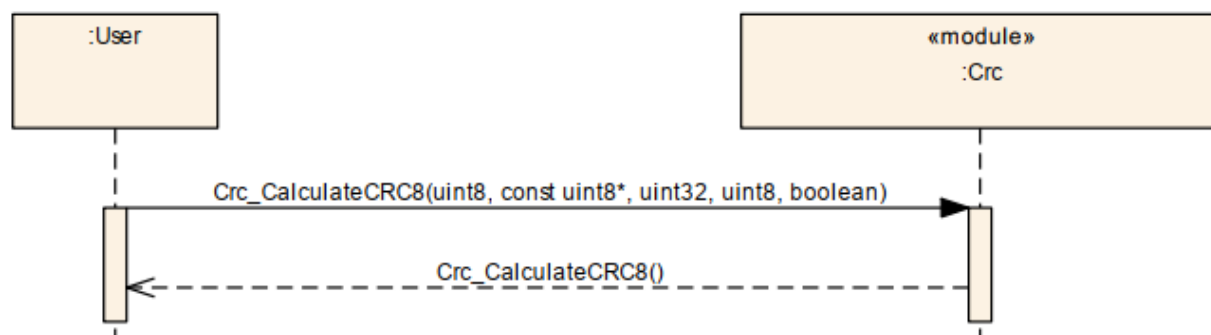 :User
«module»
:Crc
Crc_CalculateCRC8(uint8, const uint8*, uint32, uint8, boolean)
Crc_CalculateCRC8()